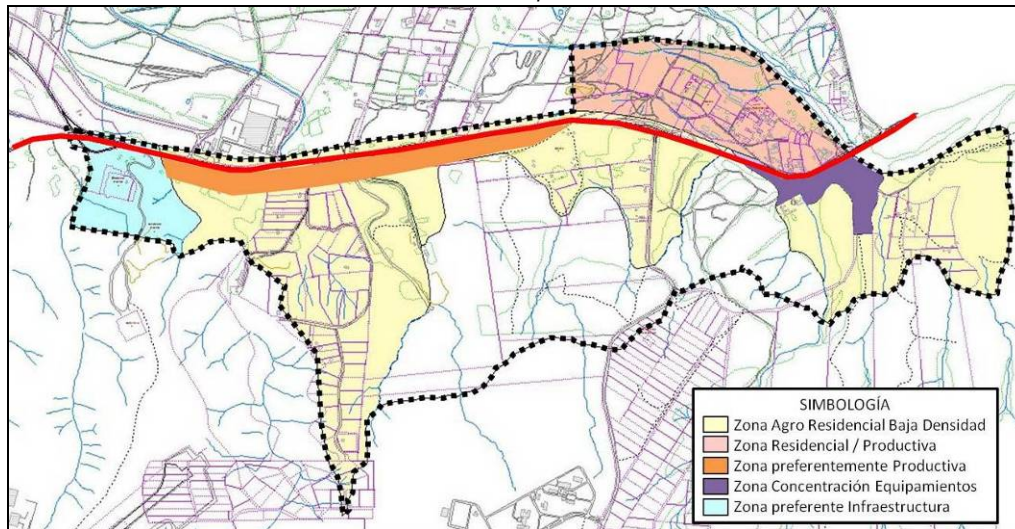 SIMBOLOGÍA
Zona Agro Residencial Baja Densidad
Zona Residencial / Productiva
Zona preferentemente Productiva
Zona Concentración Equipamientos
Zona preferente Infraestructura